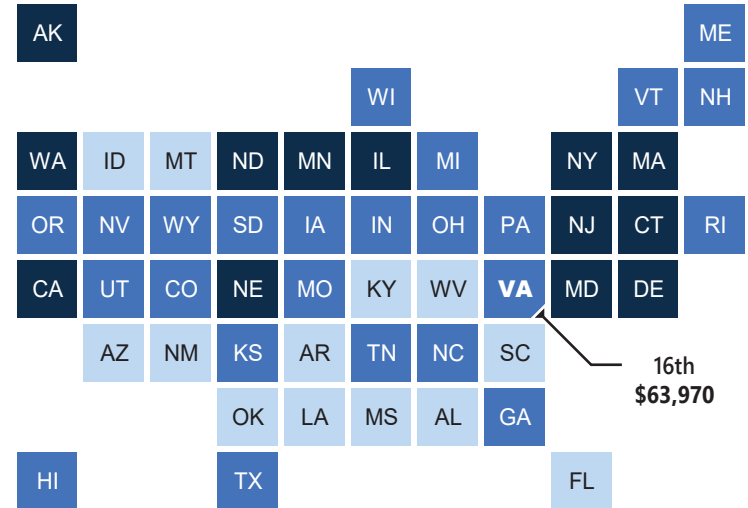 AK ME
WI VT NH
WA ID MT ND MN IL MI NY MA
OR NV WY SD IA IN OH PA NJ CT RI
CA UT CO NE MO KY WV VA MD DE
AZ NM KS AR TN NC SC
16th
$63,970
OK LA MS AL GA
HI TX FL